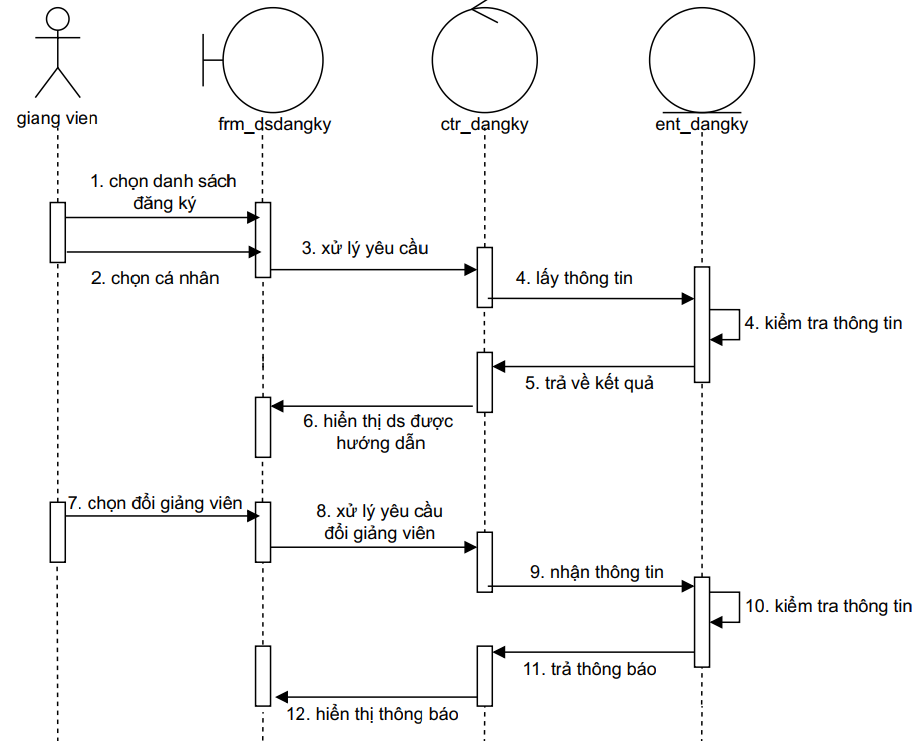 giang vien
frm_dsdangky
ctr_dangky
ent_dangky
1. chọn danh sách
đăng ký
2. chọn cá nhân
3. xử lý yêu cầu
4. lấy thông tin
4. kiểm tra thông tin
5. trả về kết quả
6. hiển thị ds được
hướng dẫn
7. chọn đổi giảng viên
8. xử lý yêu cầu
đổi giảng viên
9. nhận thông tin
10. kiểm tra thông tin
11. trả thông báo
12. hiển thị thông báo